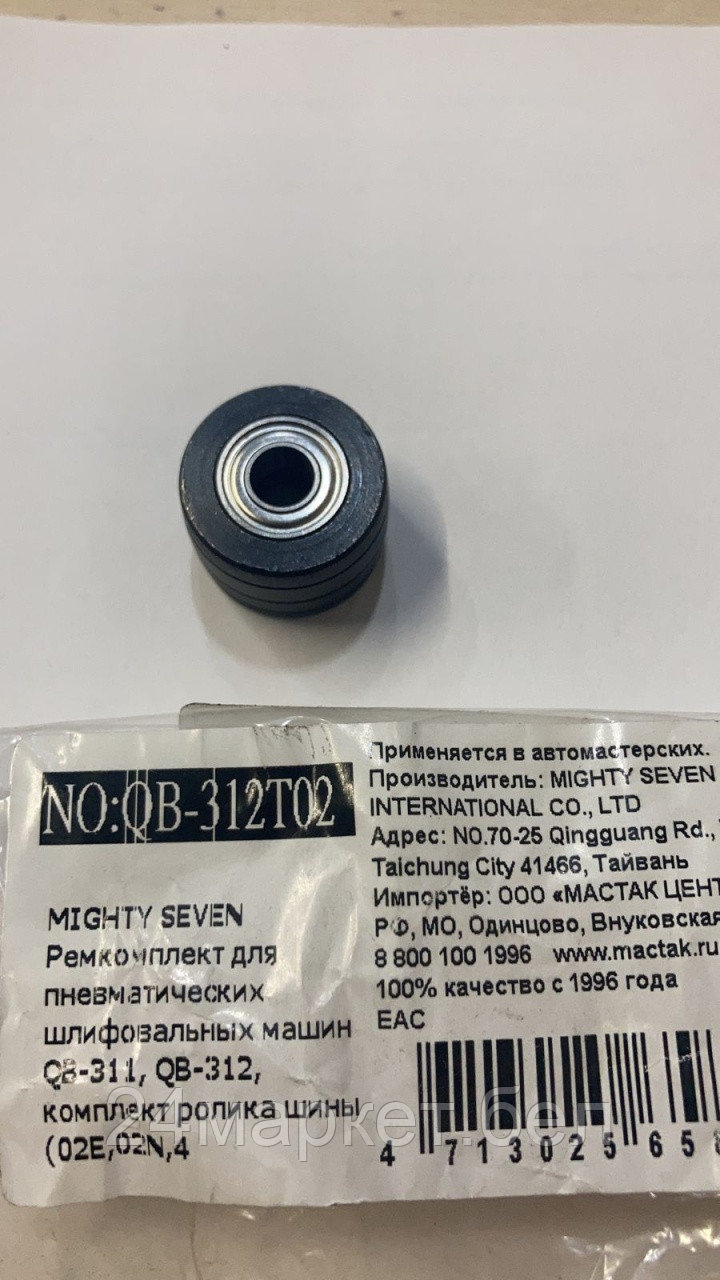 NO:QB-312T02
MIGHTY SEVEN
Ремкомплект для
пневматических
шлифовальных машин
QB-311, QB-312,
комплект ролика шины
(02E,02N,4
Применяется в автомастерских.
Производитель: MIGHTY SEVEN
INTERNATIONAL CO., LTD
Адрес: NO.70-25 Qingguang Rd.,
Taichung City 41466, Тайвань
Импортёр: ООО «МАСТАК ЦЕНТ
РФ, МО, Одинцово, Внуковская
8 800 100 1996 www.mactak.ru
100% качество с 1996 года
EAC
4 713025 65
24маркет.бел